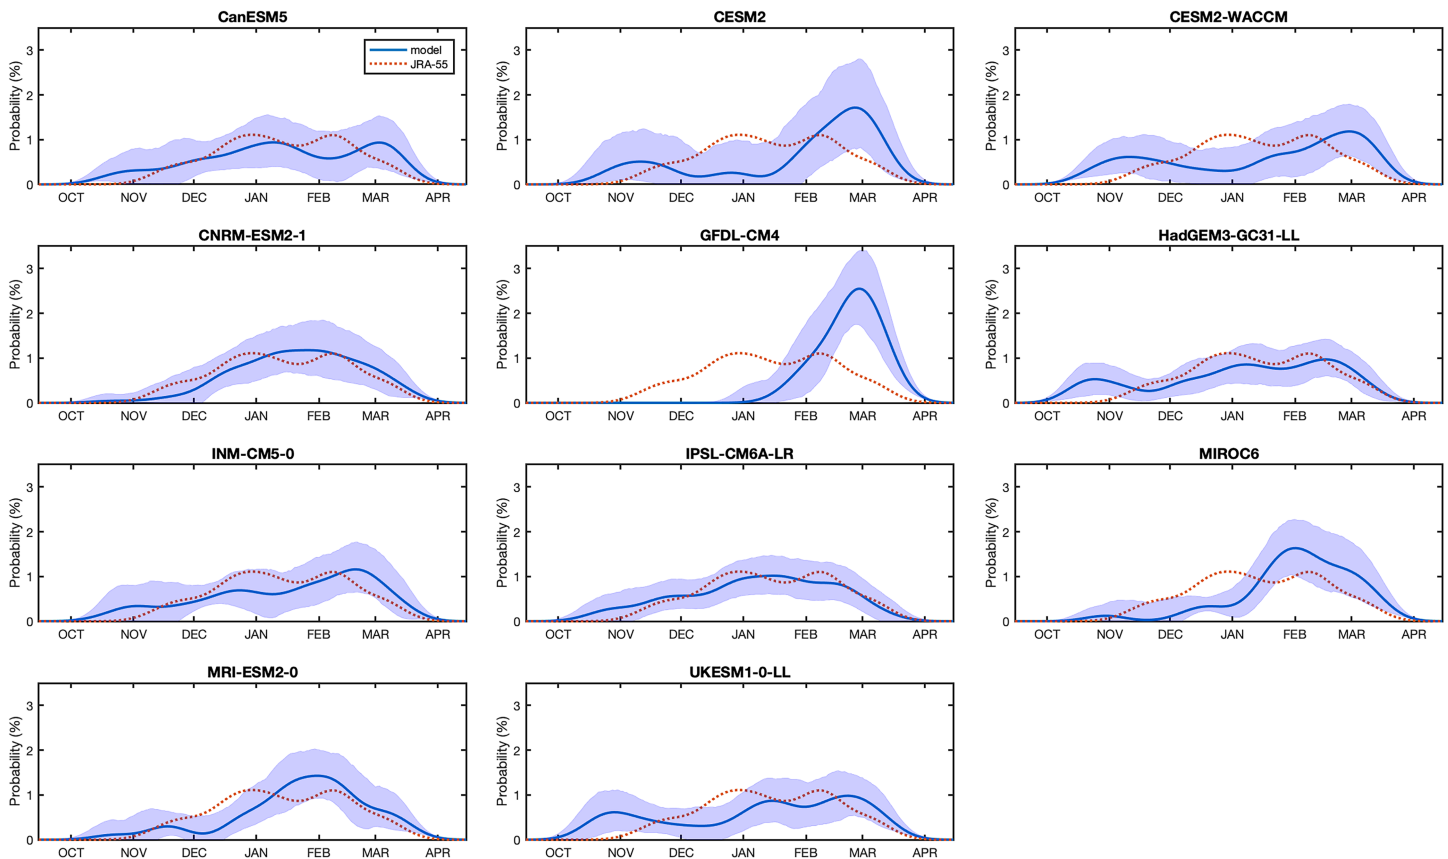 CanESM5
CESM2
CESM2-WACCM
Probability (%)
3
2
1
0
model
JRA-55
OCT NOV DEC JAN FEB MAR APR
Probability (%)
3
2
1
0
OCT NOV DEC JAN FEB MAR APR
Probability (%)
3
2
1
0
OCT NOV DEC JAN FEB MAR APR
CNRM-ESM2-1
GFDL-CM4
HadGEM3-GC31-LL
Probability (%)
3
2
1
0
OCT NOV DEC JAN FEB MAR APR
Probability (%)
3
2
1
0
OCT NOV DEC JAN FEB MAR APR
Probability (%)
3
2
1
0
OCT NOV DEC JAN FEB MAR APR
INM-CM5-0
IPSL-CM6A-LR
MIROC6
Probability (%)
3
2
1
0
OCT NOV DEC JAN FEB MAR APR
Probability (%)
3
2
1
0
OCT NOV DEC JAN FEB MAR APR
Probability (%)
3
2
1
0
OCT NOV DEC JAN FEB MAR APR
MRI-ESM2-0
UKESM1-0-LL
Probability (%)
3
2
1
0
OCT NOV DEC JAN FEB MAR APR
Probability (%)
3
2
1
0
OCT NOV DEC JAN FEB MAR APR